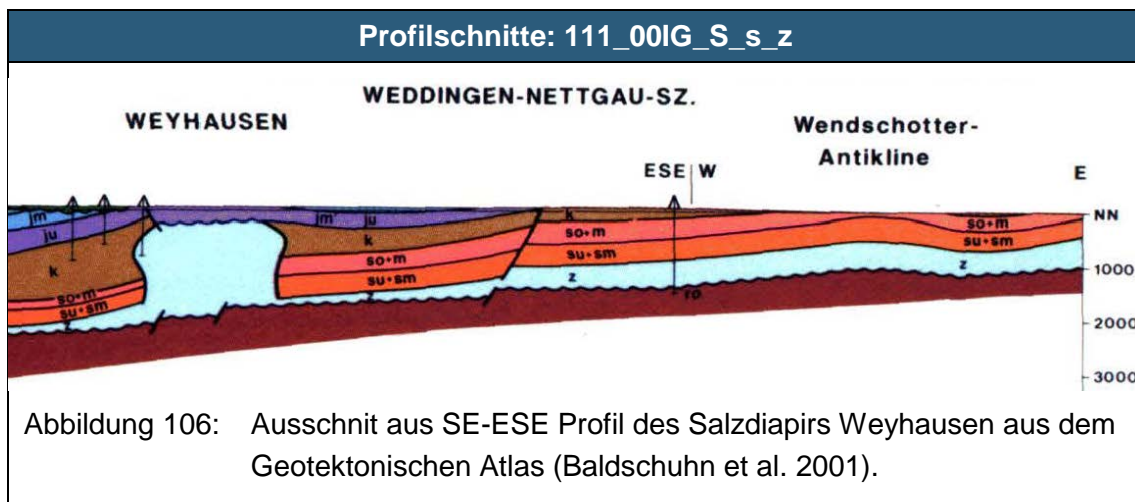 Profilschnitte: 111_00IG_S_s_z
WEDDINGEN-NETTGAU-SZ.
WEYHAUSEN
Wendschotter-
Antikline
ESE W
E
jm
ju
k
so+m
su+sm
z
jm
ju
k
so+m
su+sm
z
k
so+m
su+sm
z
ro
so+m
su+sm
z
NN
1000
2000
3000
Abbildung 106: Ausschnit aus SE-ESE Profil des Salzdiapirs Weyhausen aus dem
Geotektonischen Atlas (Baldschuhn et al. 2001).